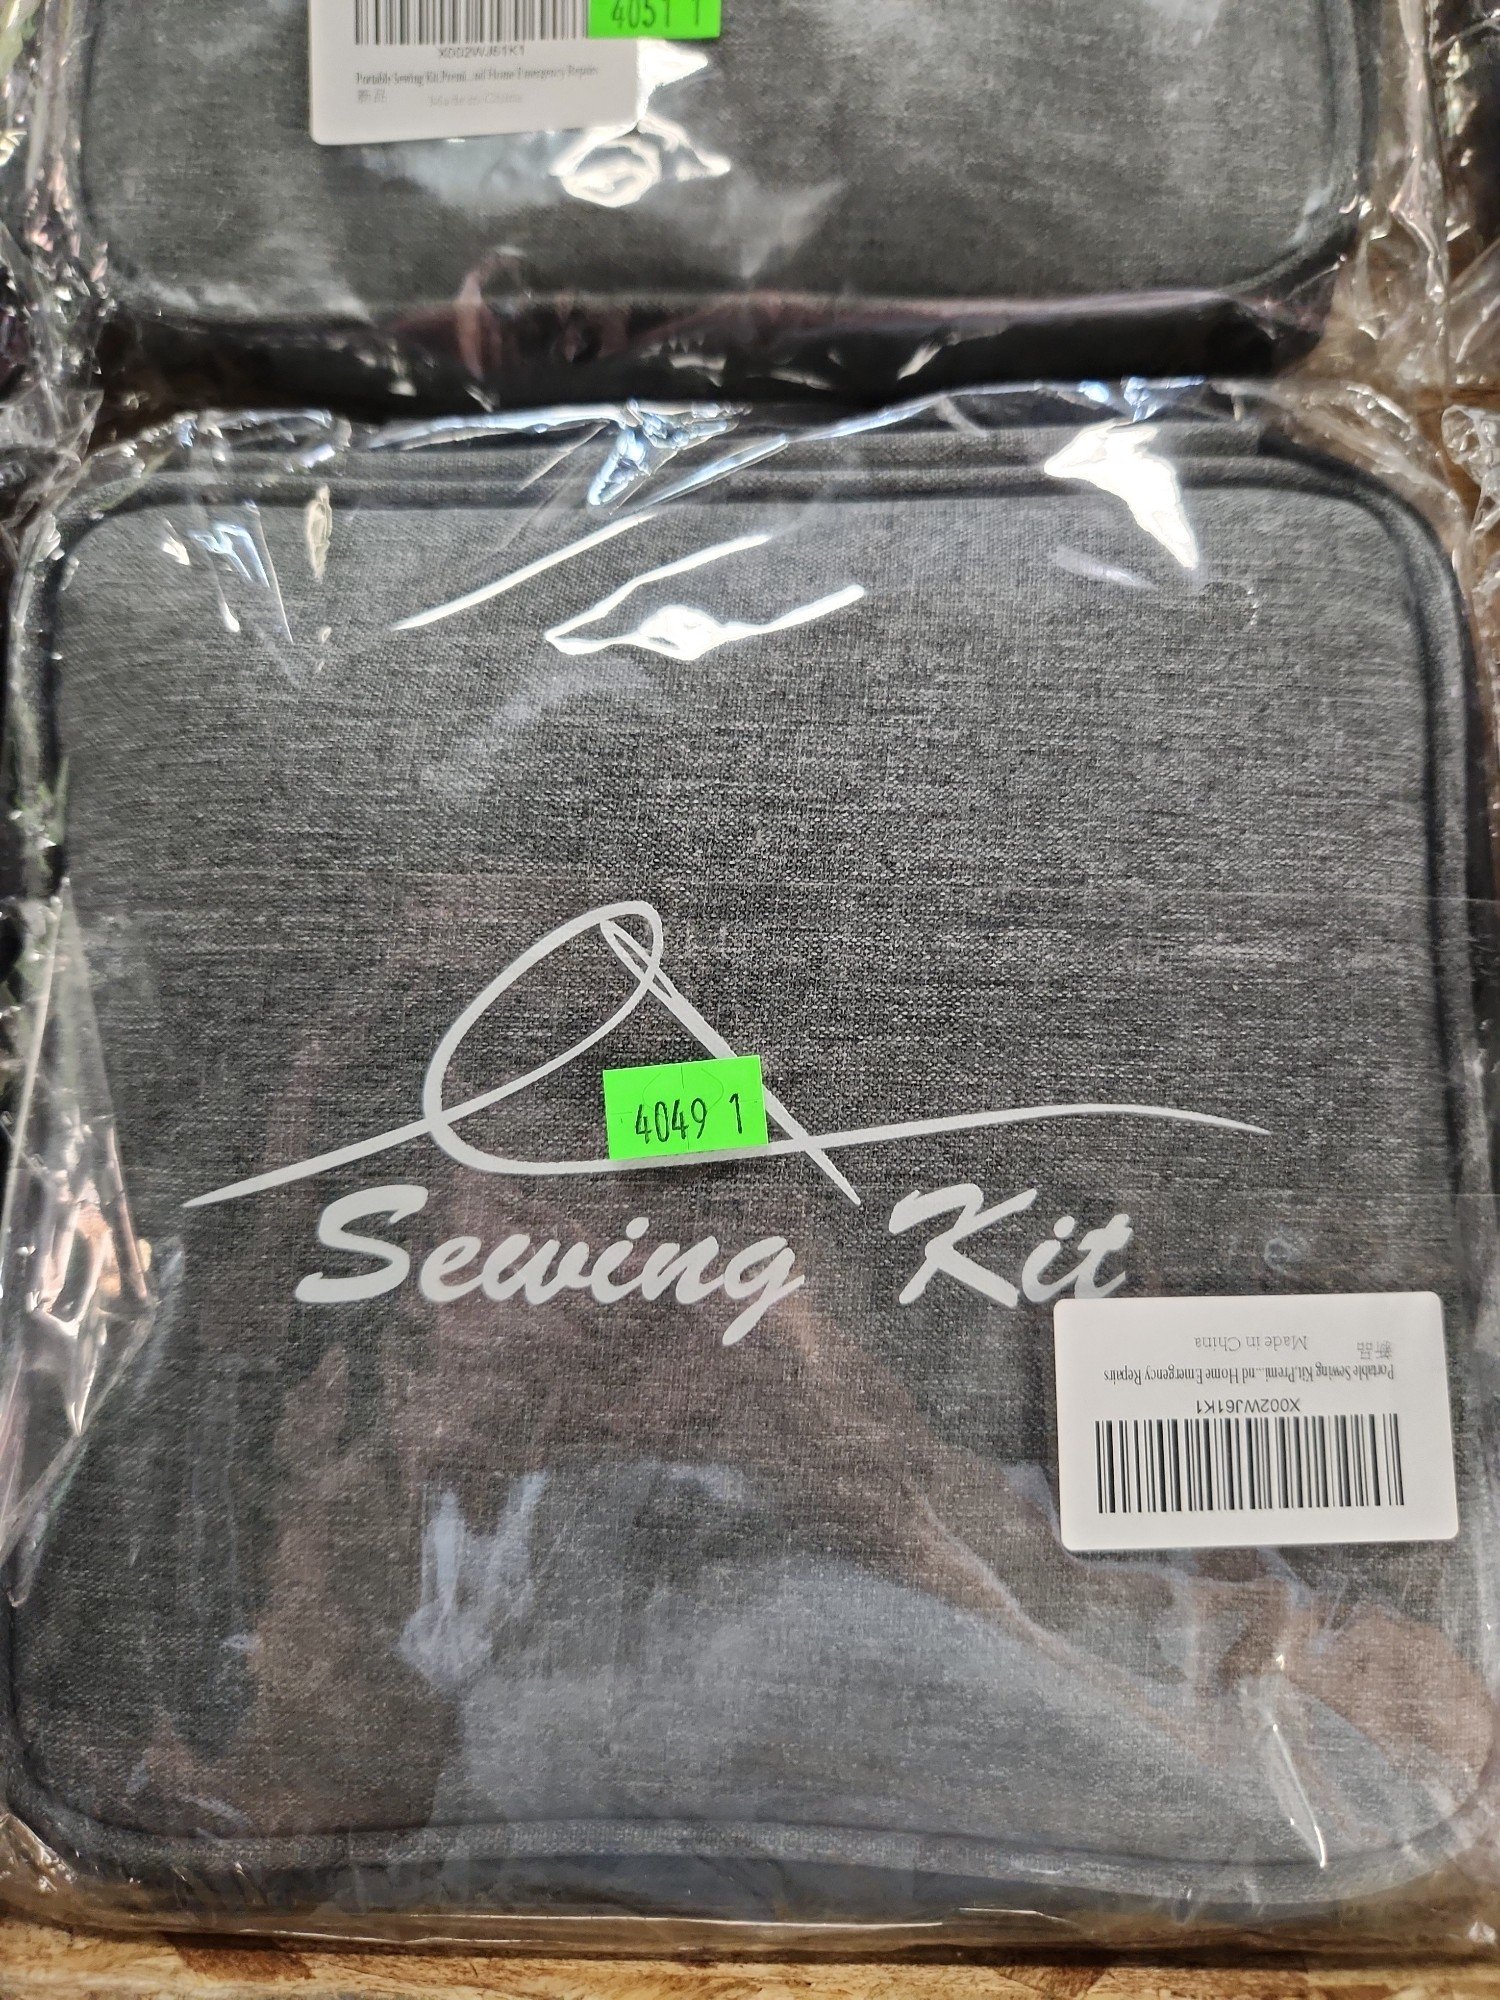 4051 1
X002WJ61K1
Portable Sewing Kit,Premi...nd Home Emergency Repairs
新品
Made in China
4049 1
Sewing Kit
X002WJ61K1
Portable Sewing Kit,Premi...nd Home Emergency Repairs
新品
Made in China